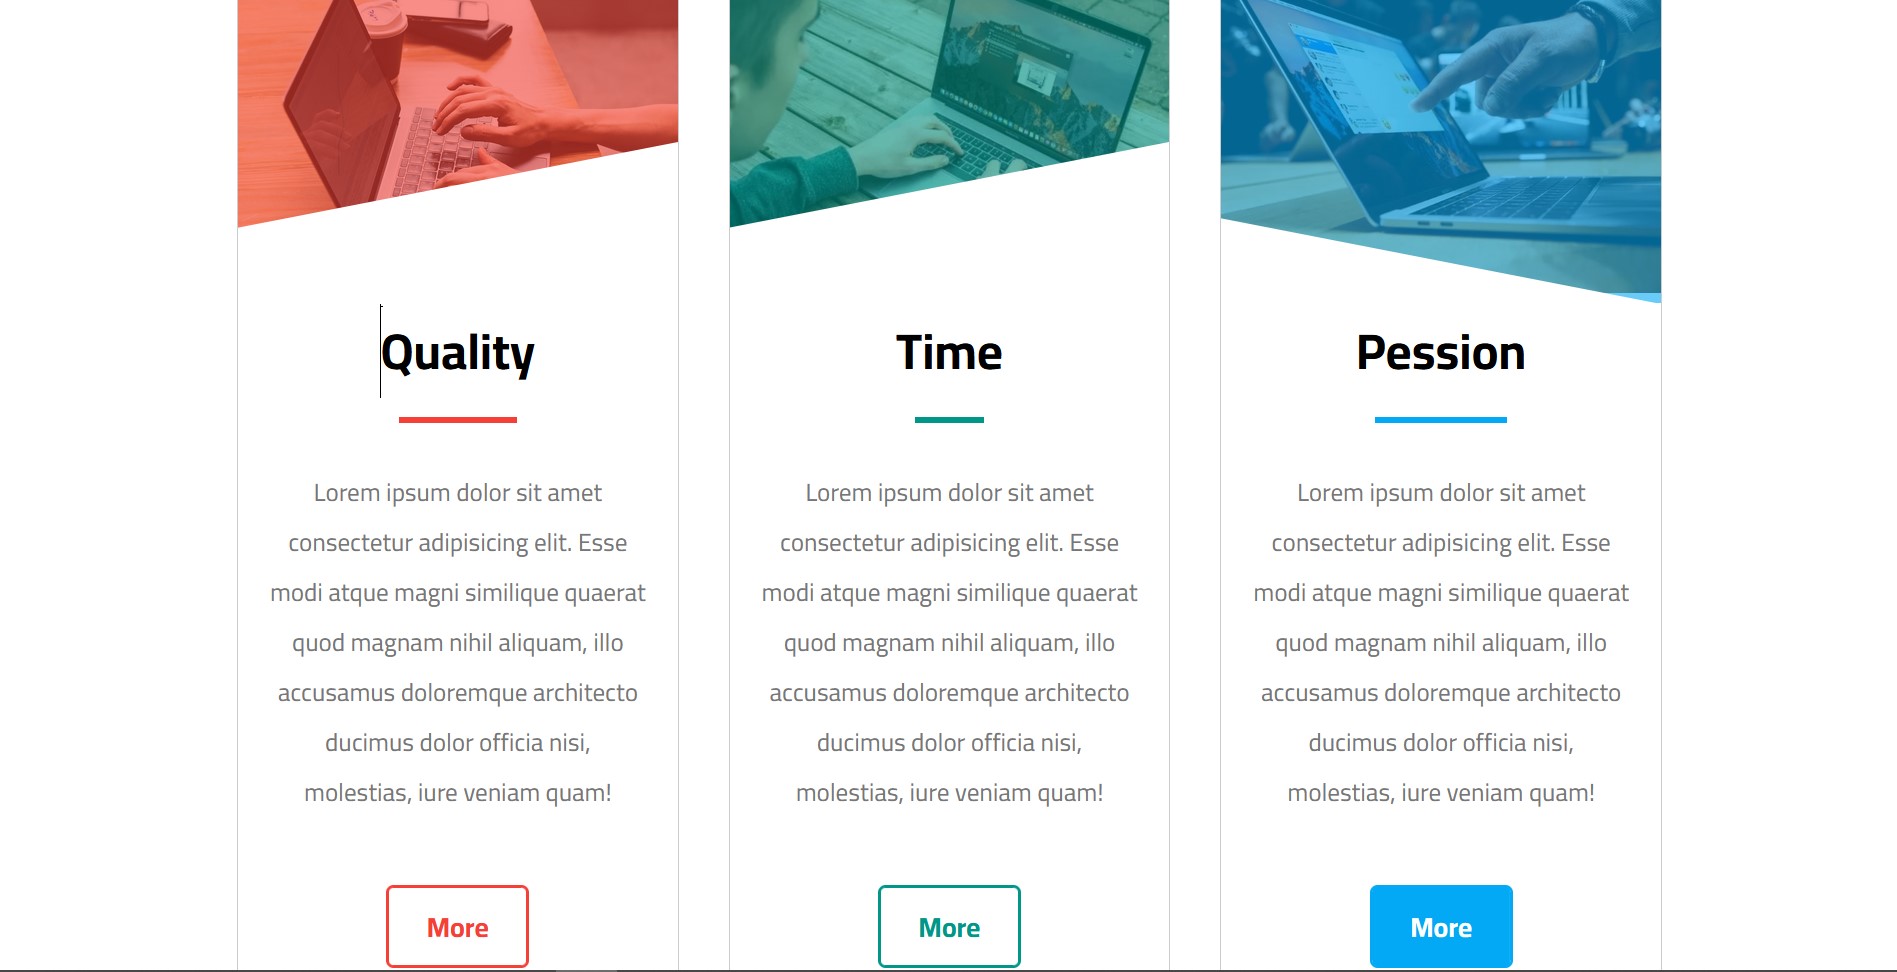 Quality
Lorem ipsum dolor sit amet
consectetur adipisicing elit. Esse
modi atque magni similique quaerat
quod magnam nihil aliquam, illo
accusamus doloremque architecto
ducimus dolor officia nisi,
molestias, iure veniam quam!
More
Time
Lorem ipsum dolor sit amet
consectetur adipisicing elit. Esse
modi atque magni similique quaerat
quod magnam nihil aliquam, illo
accusamus doloremque architecto
ducimus dolor officia nisi,
molestias, iure veniam quam!
More
Pession
Lorem ipsum dolor sit amet
consectetur adipisicing elit. Esse
modi atque magni similique quaerat
quod magnam nihil aliquam, illo
accusamus doloremque architecto
ducimus dolor officia nisi,
molestias, iure veniam quam!
More